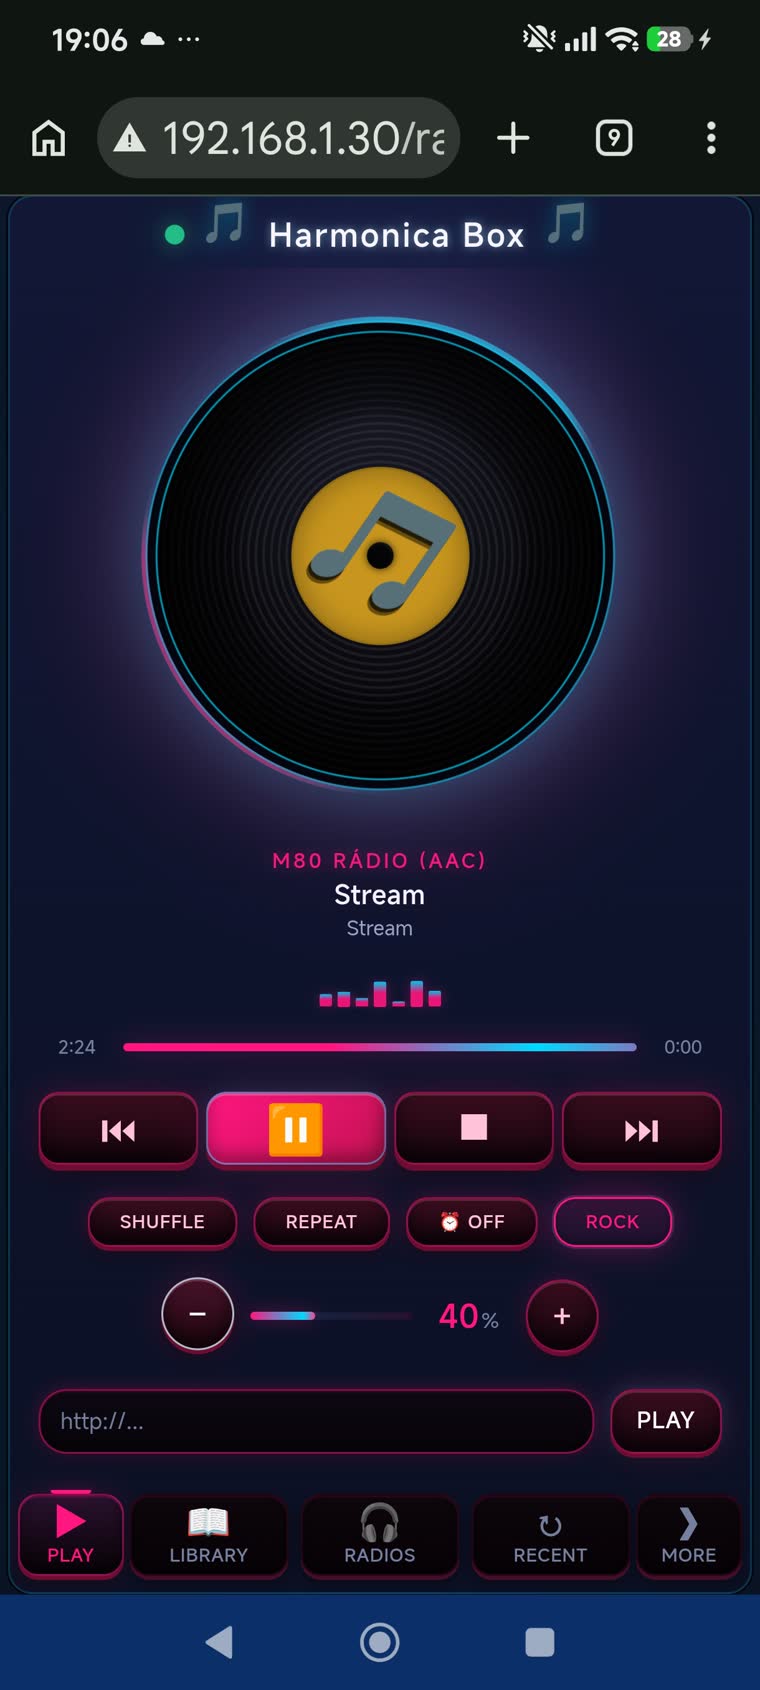 19:06
28
192.168.1.30/ra
9
Harmonica Box
M80 RÁDIO (AAC)
Stream
Stream
2:24 0:00
SHUFFLE REPEAT OFF ROCK
− 40% +
http://... PLAY
PLAY LIBRARY RADIOS RECENT MORE